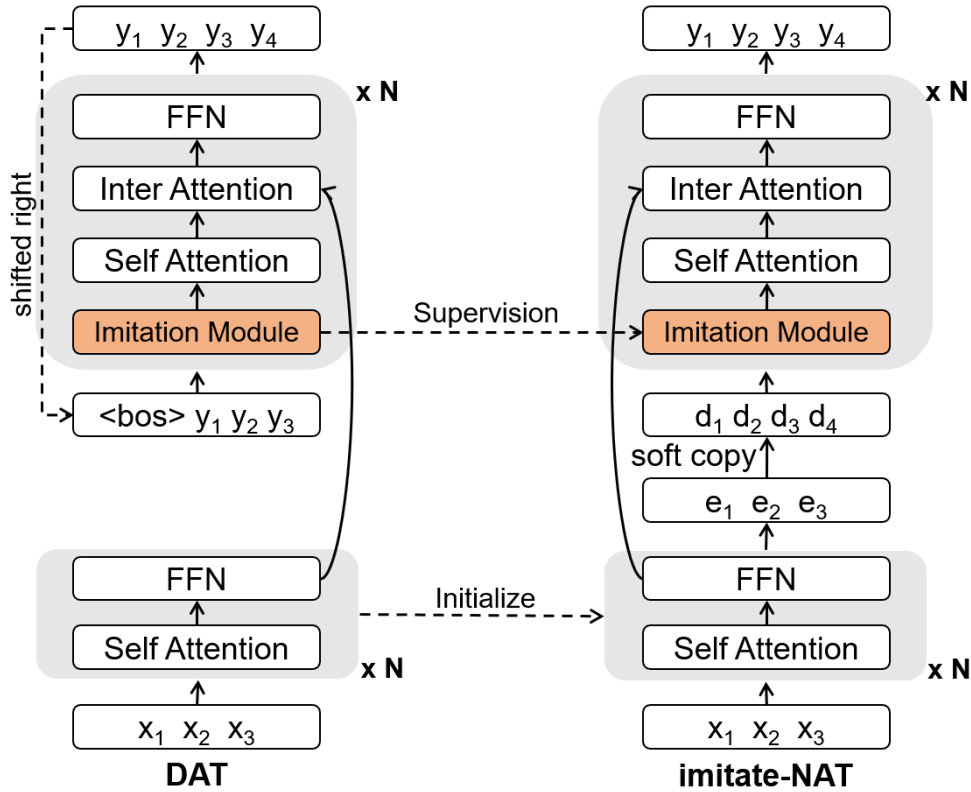 y₁ y₂ y₃ y₄
x N
FFN
Inter Attention
Self Attention
Imitation Module
shifted right
<bos> y₁ y₂ y₃
FFN
Self Attention
x N
x₁ x₂ x₃
DAT
Supervision
Initialize
y₁ y₂ y₃ y₄
x N
FFN
Inter Attention
Self Attention
Imitation Module
d₁ d₂ d₃ d₄
soft copy
e₁ e₂ e₃
FFN
Self Attention
x N
x₁ x₂ x₃
imitate-NAT